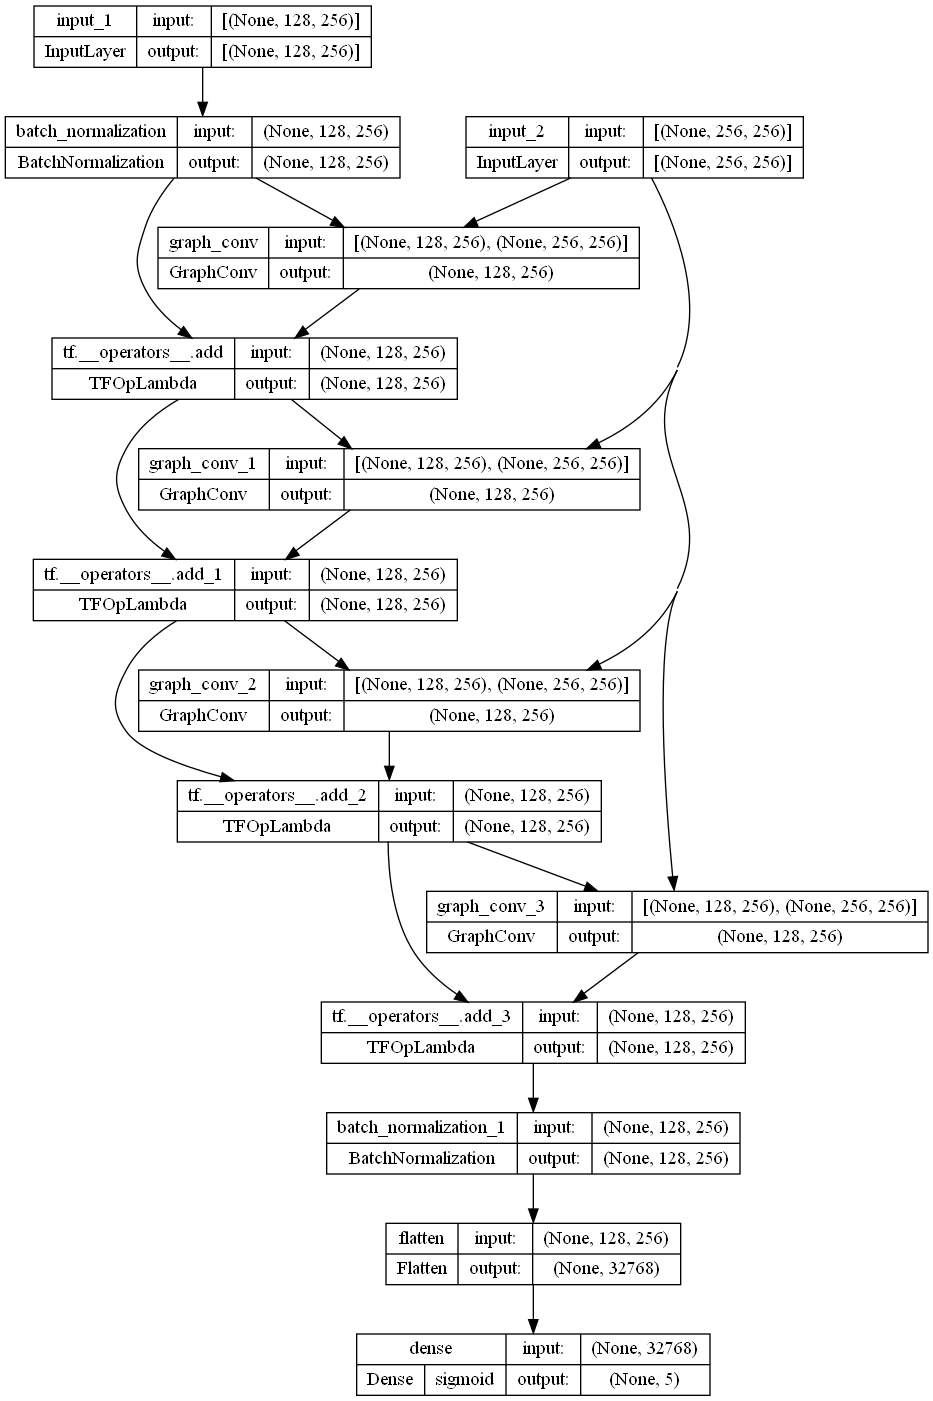 input_1 input: [(None, 128, 256)]
InputLayer output: [(None, 128, 256)]
batch_normalization input: (None, 128, 256)
BatchNormalization output: (None, 128, 256)
input_2 input: [(None, 256, 256)]
InputLayer output: [(None, 256, 256)]
graph_conv input: [(None, 128, 256), (None, 256, 256)]
GraphConv output: (None, 128, 256)
tf.__operators__.add input: (None, 128, 256)
TFOpLambda output: (None, 128, 256)
graph_conv_1 input: [(None, 128, 256), (None, 256, 256)]
GraphConv output: (None, 128, 256)
tf.__operators__.add_1 input: (None, 128, 256)
TFOpLambda output: (None, 128, 256)
graph_conv_2 input: [(None, 128, 256), (None, 256, 256)]
GraphConv output: (None, 128, 256)
tf.__operators__.add_2 input: (None, 128, 256)
TFOpLambda output: (None, 128, 256)
graph_conv_3 input: [(None, 128, 256), (None, 256, 256)]
GraphConv output: (None, 128, 256)
tf.__operators__.add_3 input: (None, 128, 256)
TFOpLambda output: (None, 128, 256)
batch_normalization_1 input: (None, 128, 256)
BatchNormalization output: (None, 128, 256)
flatten input: (None, 128, 256)
Flatten output: (None, 32768)
dense input: (None, 32768)
Dense sigmoid output: (None, 5)